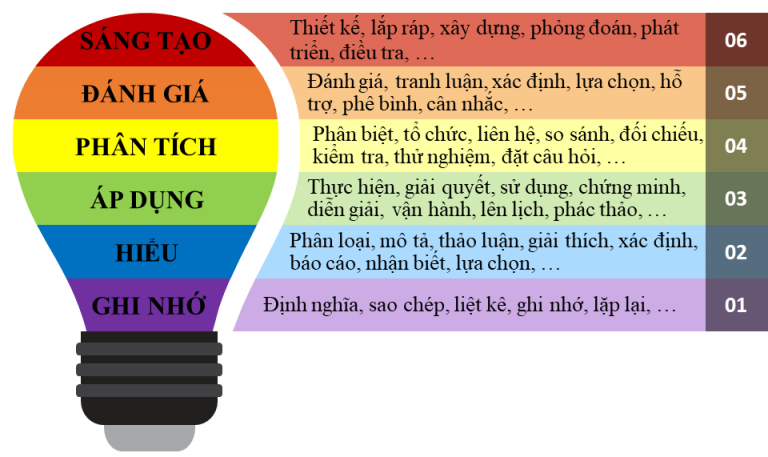 SÁNG TẠO
Thiết kế, lắp ráp, xây dựng, phỏng đoán, phát
triển, điều tra, …
06
ĐÁNH GIÁ
Đánh giá, tranh luận, xác định, lựa chọn, hỗ
trợ, phê bình, cân nhắc, …
05
PHÂN TÍCH
Phân biệt, tổ chức, liên hệ, so sánh, đối chiếu,
kiểm tra, thử nghiệm, đặt câu hỏi, …
04
ÁP DỤNG
Thực hiện, giải quyết, sử dụng, chứng minh,
diễn giải, vận hành, lên lịch, phác thảo, …
03
HIỂU
Phân loại, mô tả, thảo luận, giải thích, xác định,
báo cáo, nhận biết, lựa chọn, …
02
GHI NHỚ
Định nghĩa, sao chép, liệt kê, ghi nhớ, lặp lại, …
01